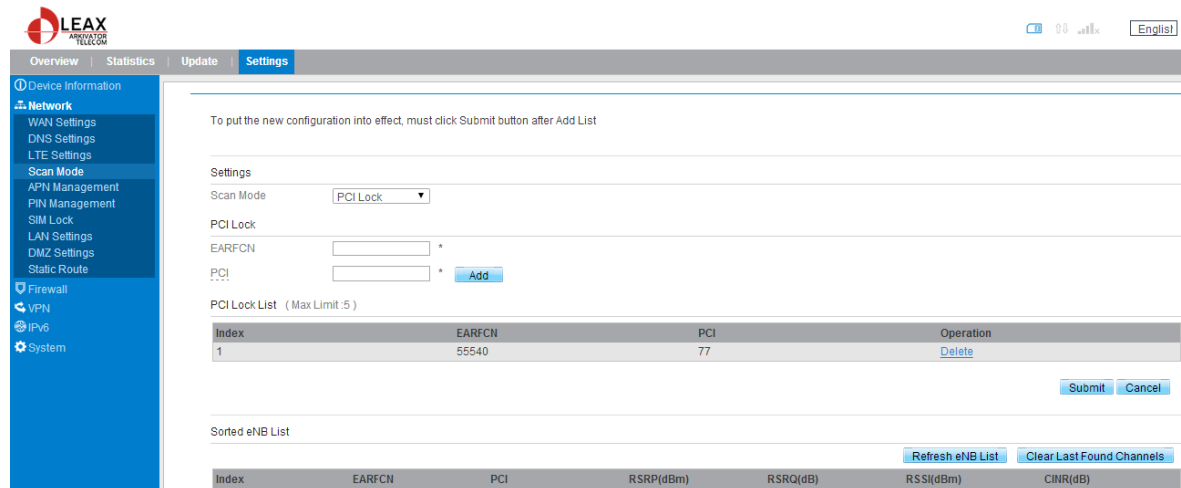 LEAX
ARKIVATOR
TELECOM
English
Overview | Statistics | Update | Settings
Device Information
Network
WAN Settings
DNS Settings
LTE Settings
Scan Mode
APN Management
PIN Management
SIM Lock
LAN Settings
DMZ Settings
Static Route
Firewall
VPN
IPv6
System
To put the new configuration into effect, must click Submit button after Add List
Settings
Scan Mode PCI Lock
PCI Lock
EARFCN *
PCI * Add
PCI Lock List ( Max Limit :5 )
Index EARFCN PCI Operation
1 55540 77 Delete
Submit Cancel
Sorted eNB List
Refresh eNB List Clear Last Found Channels
Index EARFCN PCI RSRP(dBm) RSRQ(dB) RSSI(dBm) CINR(dB)